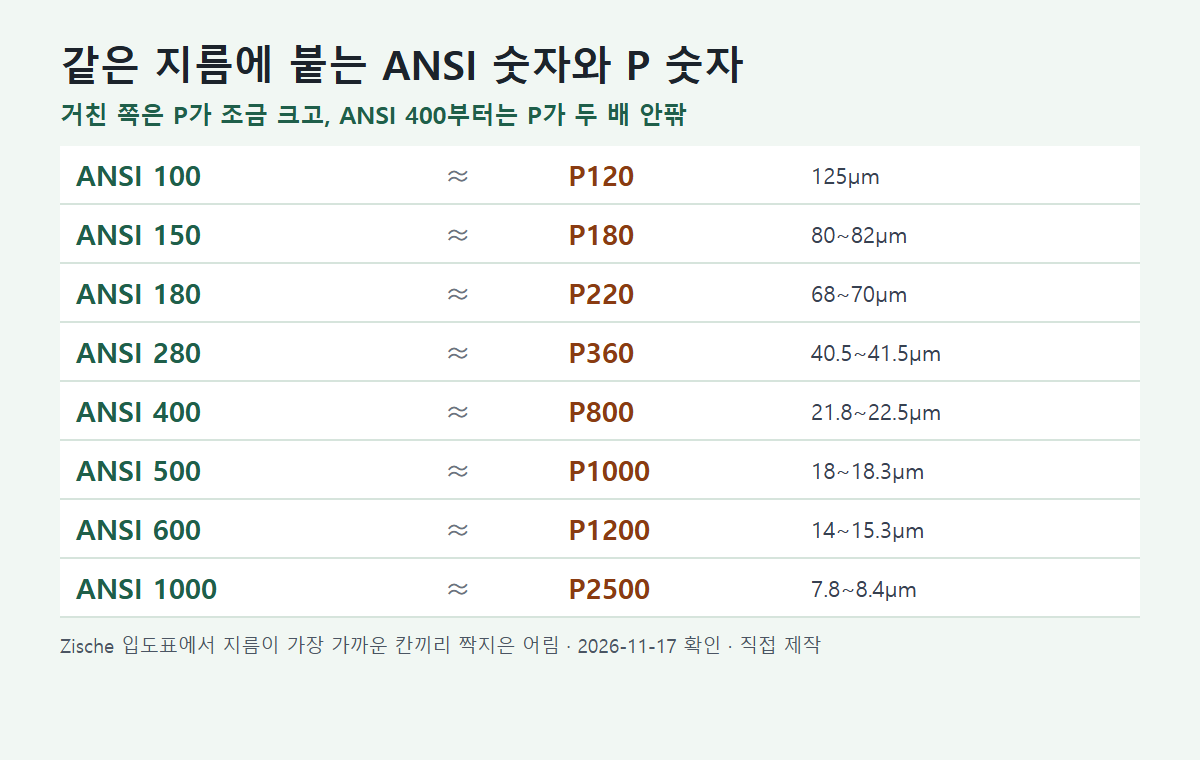 같은 지름에 붙는 ANSI 숫자와 P 숫자
거친 쪽은 P가 조금 크고, ANSI 400부터는 P가 두 배 안팎
ANSI 100 ≈ P120 125µm
ANSI 150 ≈ P180 80~82µm
ANSI 180 ≈ P220 68~70µm
ANSI 280 ≈ P360 40.5~41.5µm
ANSI 400 ≈ P800 21.8~22.5µm
ANSI 500 ≈ P1000 18~18.3µm
ANSI 600 ≈ P1200 14~15.3µm
ANSI 1000 ≈ P2500 7.8~8.4µm
Zische 입도표에서 지름이 가장 가까운 칸끼리 짝지은 어림 · 2026-11-17 확인 · 직접 제작